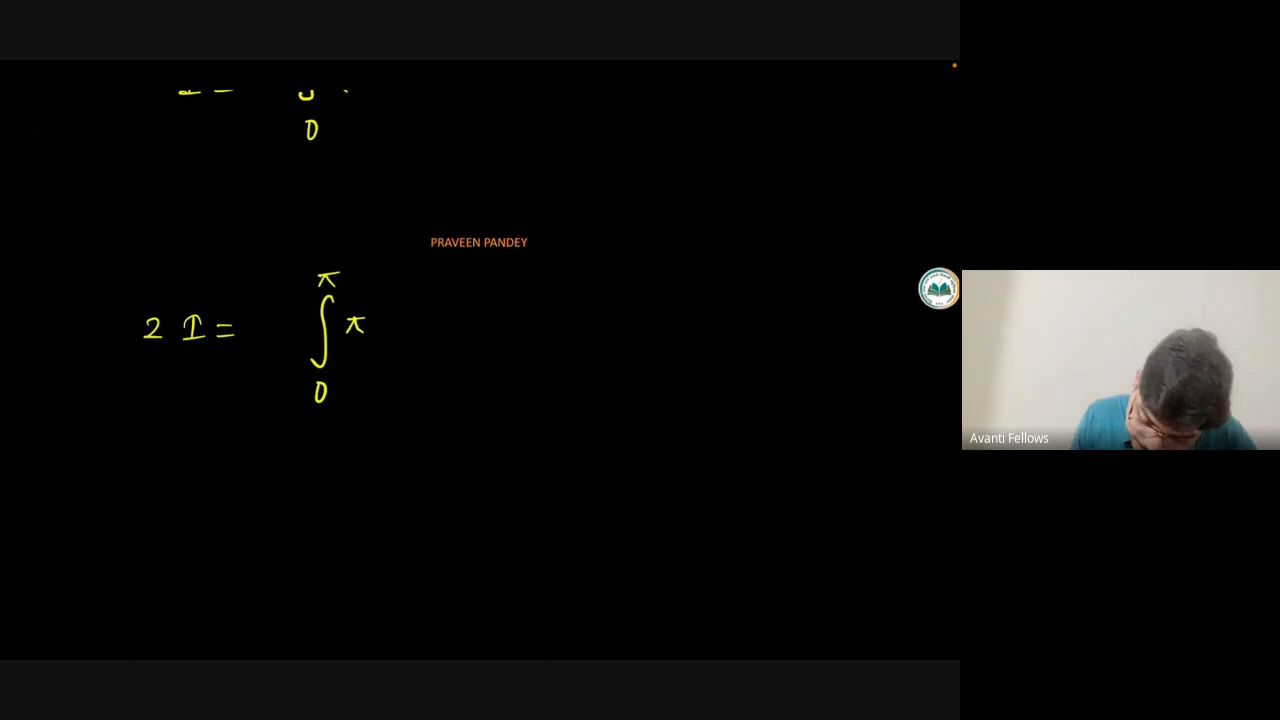 0
PRAVEEN PANDEY
π
2 I = ∫ π
0
Avanti Fellows